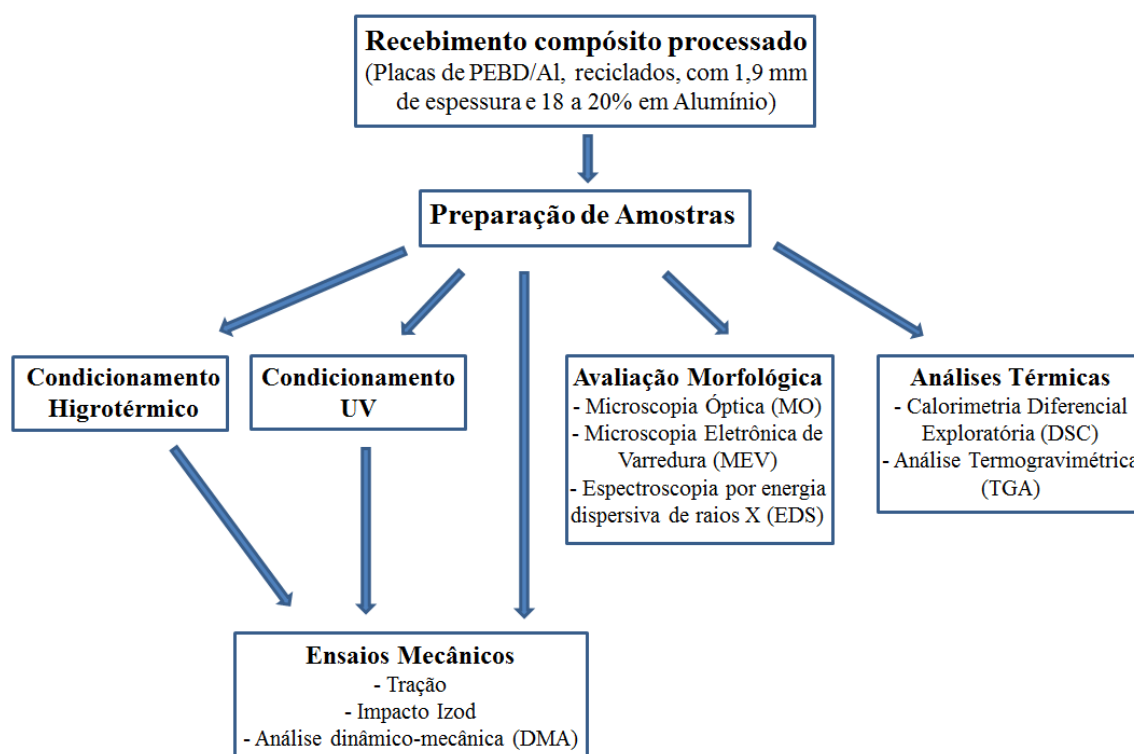 Recebimento compósito processado
(Placas de PEBD/Al, reciclados, com 1,9 mm
de espessura e 18 a 20% em Alumínio)
Preparação de Amostras
Condicionamento
Higrotérmico
Condicionamento
UV
Avaliação Morfológica
- Microscopia Óptica (MO)
- Microscopia Eletrônica de
Varredura (MEV)
- Espectroscopia por energia
dispersiva de raios X (EDS)
Análises Térmicas
- Calorimetria Diferencial
Exploratória (DSC)
- Análise Termogravimétrica
(TGA)
Ensaios Mecânicos
- Tração
- Impacto Izod
- Análise dinâmico-mecânica (DMA)